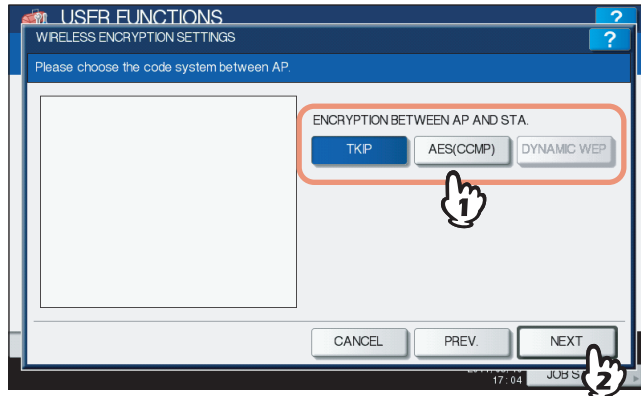 USER FUNCTIONS
?
WIRELESS ENCRYPTION SETTINGS
?
Please choose the code system between AP.
ENCRYPTION BETWEEN AP AND STA.
TKIP
AES(CCMP)
DYNAMIC WEP
1
CANCEL
PREV.
NEXT
17:04
JOB S
2